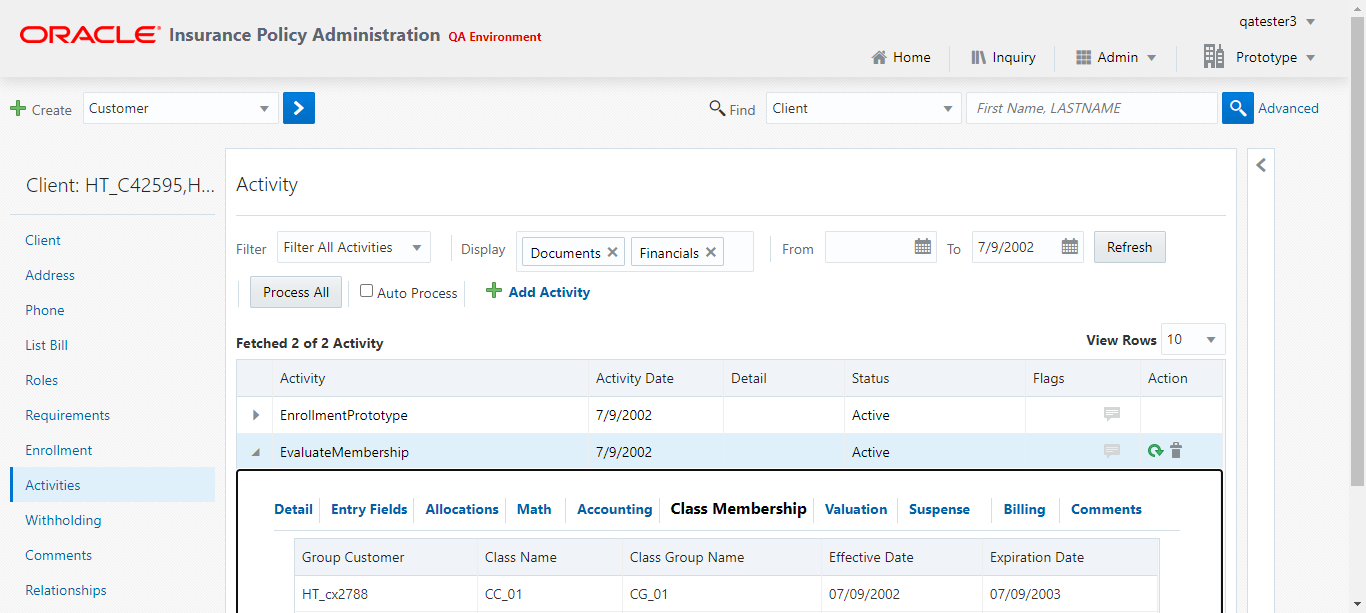 ORACLE Insurance Policy Administration QA Environment
qatester3
Home Inquiry Admin Prototype
Create Customer Find Client First Name, LASTNAME Advanced
Client: HT_C42595,H...
Client
Address
Phone
List Bill
Roles
Requirements
Enrollment
Activities
Withholding
Comments
Relationships
Activity
Filter Filter All Activities Display Documents Financials From To 7/9/2002 Refresh
Process All Auto Process Add Activity
Fetched 2 of 2 Activity View Rows 10
Activity Activity Date Detail Status Flags Action
EnrollmentPrototype 7/9/2002 Active
EvaluateMembership 7/9/2002 Active
Detail Entry Fields Allocations Math Accounting Class Membership Valuation Suspense Billing Comments
Group Customer Class Name Class Group Name Effective Date Expiration Date
HT_cx2788 CC_01 CG_01 07/09/2002 07/09/2003